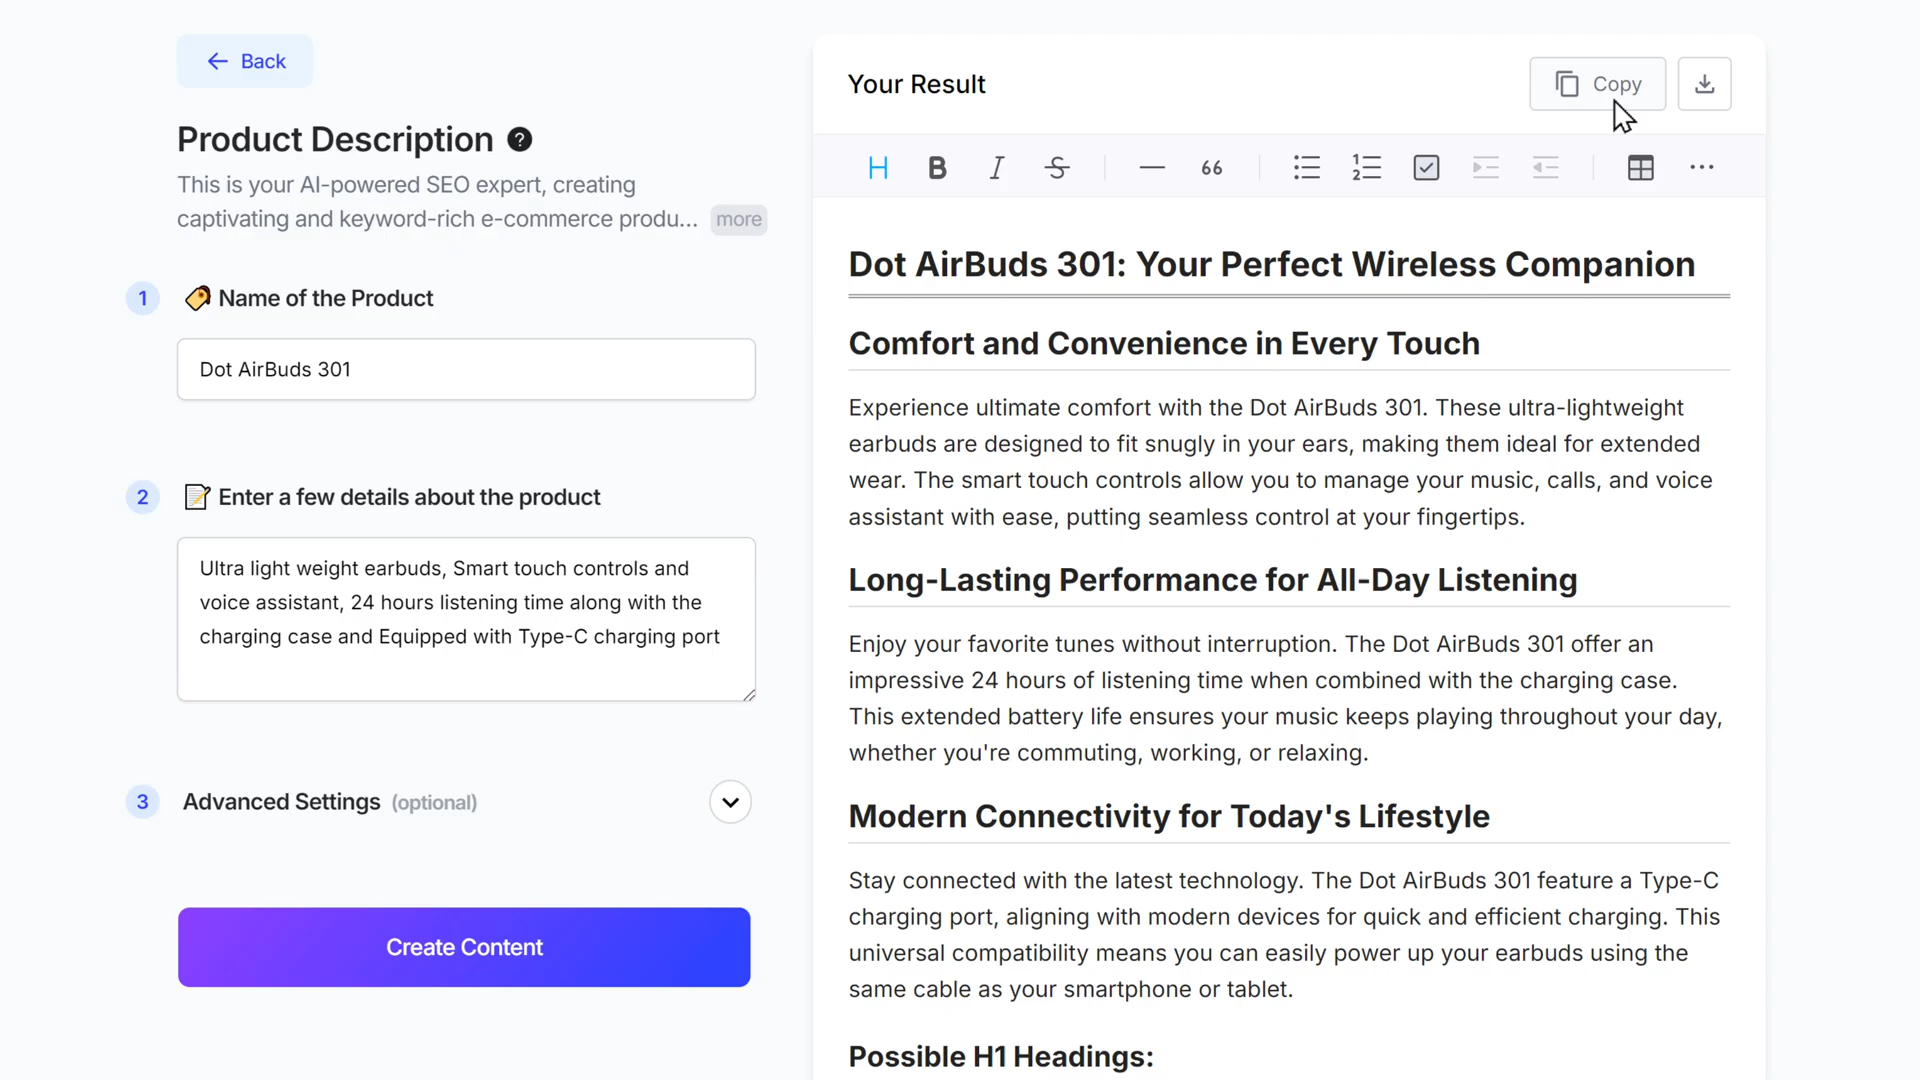 Back
Product Description ?
This is your AI-powered SEO expert, creating
captivating and keyword-rich e-commerce produ... more
1 Name of the Product
Dot AirBuds 301
2 Enter a few details about the product
Ultra light weight earbuds, Smart touch controls and
voice assistant, 24 hours listening time along with the
charging case and Equipped with Type-C charging port
3 Advanced Settings (optional)
Create Content
Your Result
Copy
Dot AirBuds 301: Your Perfect Wireless Companion
Comfort and Convenience in Every Touch
Experience ultimate comfort with the Dot AirBuds 301. These ultra-lightweight
earbuds are designed to fit snugly in your ears, making them ideal for extended
wear. The smart touch controls allow you to manage your music, calls, and voice
assistant with ease, putting seamless control at your fingertips.
Long-Lasting Performance for All-Day Listening
Enjoy your favorite tunes without interruption. The Dot AirBuds 301 offer an
impressive 24 hours of listening time when combined with the charging case.
This extended battery life ensures your music keeps playing throughout your day,
whether you're commuting, working, or relaxing.
Modern Connectivity for Today's Lifestyle
Stay connected with the latest technology. The Dot AirBuds 301 feature a Type-C
charging port, aligning with modern devices for quick and efficient charging. This
universal compatibility means you can easily power up your earbuds using the
same cable as your smartphone or tablet.
Possible H1 Headings: